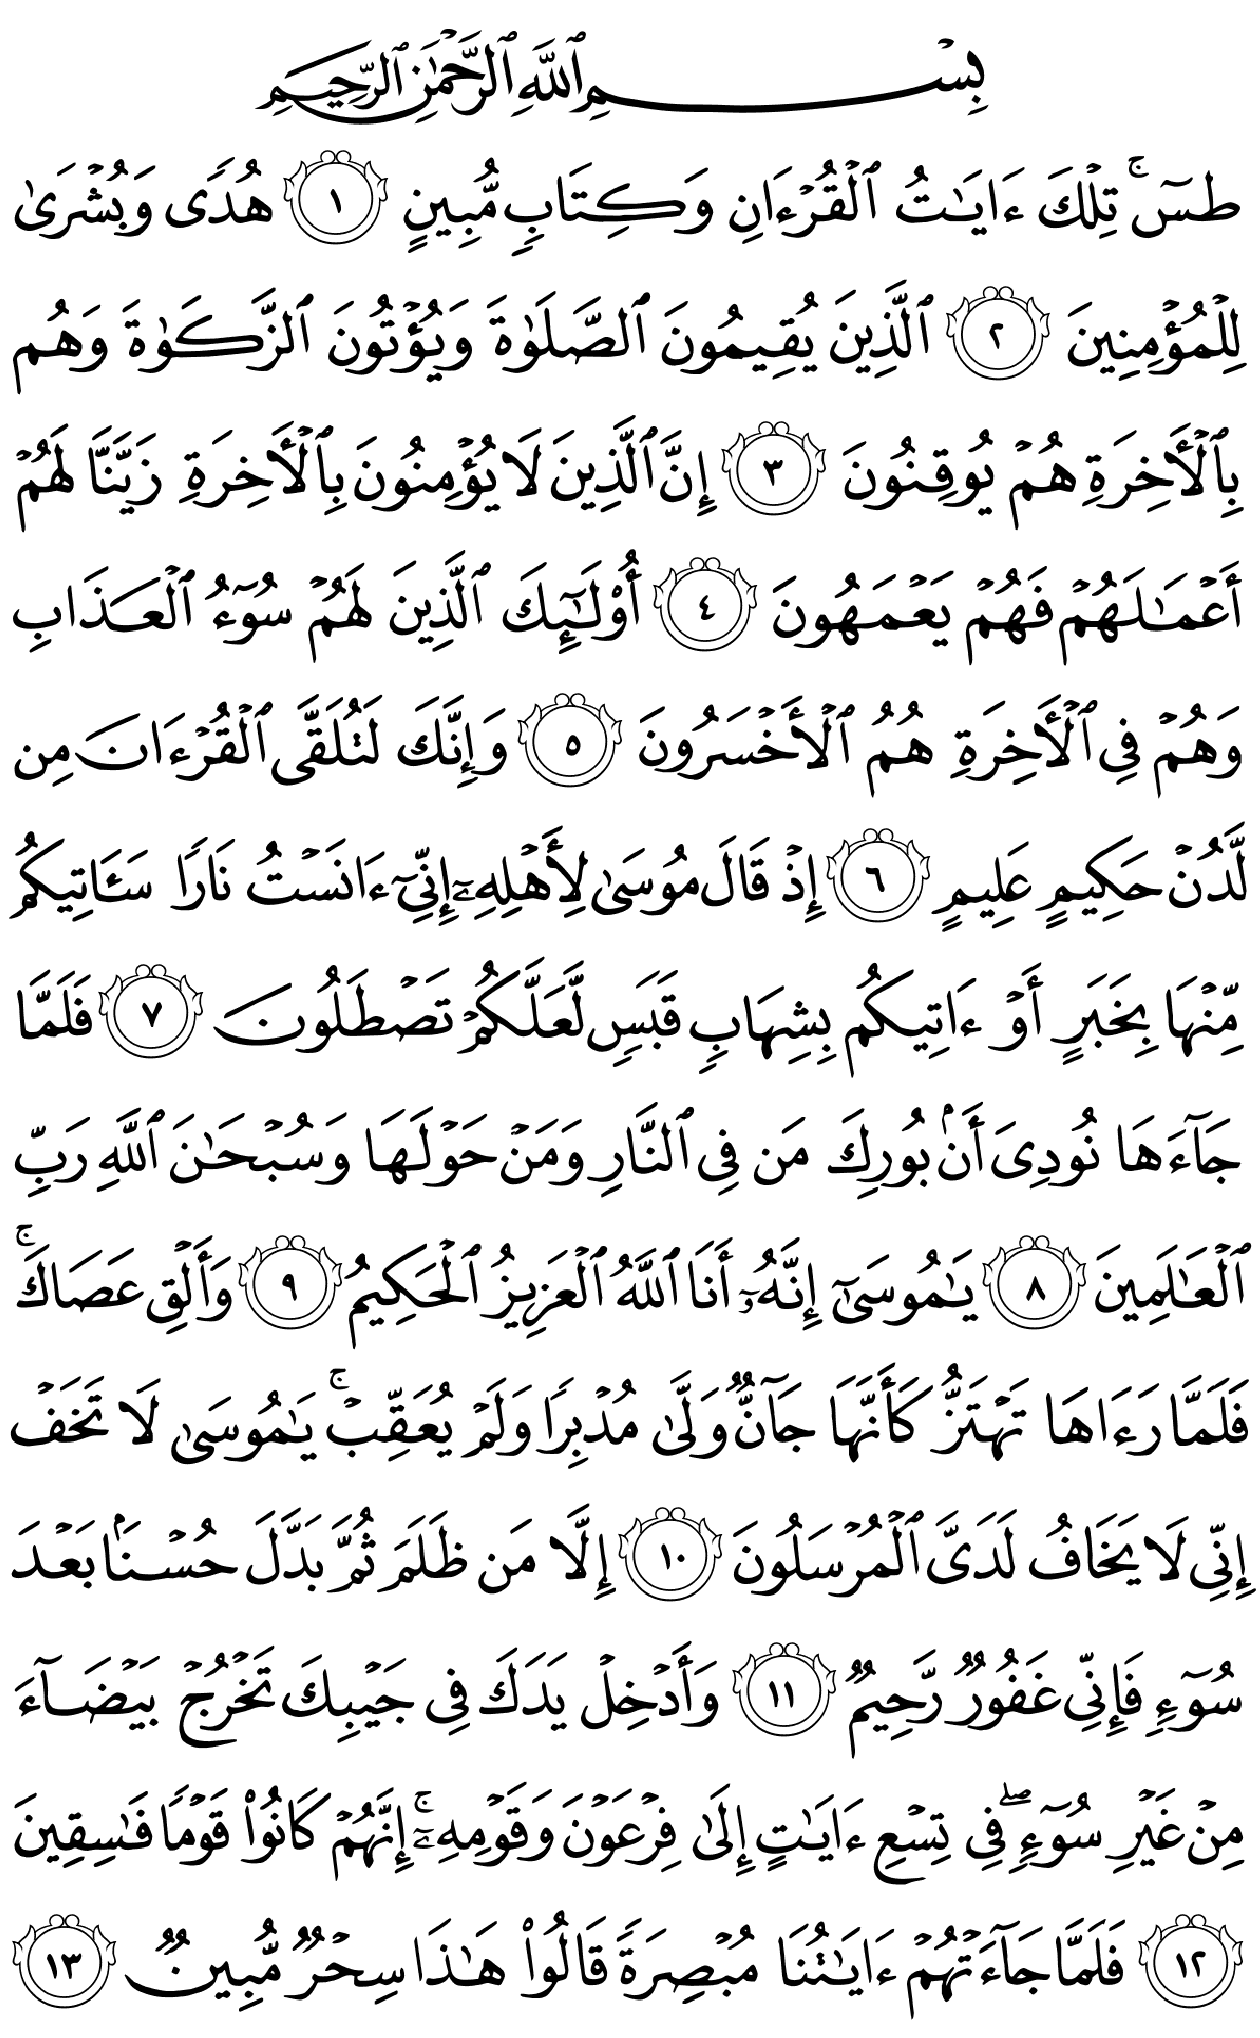 بِسۡمِ ٱللَّهِ ٱلرَّحۡمَٰنِ ٱلرَّحِيمِ
طسٓۚ تِلۡكَ ءَايَٰتُ ٱلۡقُرۡءَانِ وَكِتَابٖ مُّبِينٍ ١ هُدٗى وَبُشۡرَىٰ
لِلۡمُؤۡمِنِينَ ٢ ٱلَّذِينَ يُقِيمُونَ ٱلصَّلَوٰةَ وَيُؤۡتُونَ ٱلزَّكَوٰةَ وَهُم
بِٱلۡأٓخِرَةِ هُمۡ يُوقِنُونَ ٣ إِنَّ ٱلَّذِينَ لَا يُؤۡمِنُونَ بِٱلۡأٓخِرَةِ زَيَّنَّا لَهُمۡ
أَعۡمَٰلَهُمۡ فَهُمۡ يَعۡمَهُونَ ٤ أُوْلَٰٓئِكَ ٱلَّذِينَ لَهُمۡ سُوٓءُ ٱلۡعَذَابِ
وَهُمۡ فِي ٱلۡأٓخِرَةِ هُمُ ٱلۡأَخۡسَرُونَ ٥ وَإِنَّكَ لَتُلَقَّى ٱلۡقُرۡءَانَ مِن
لَّدُنۡ حَكِيمٍ عَلِيمٍ ٦ إِذۡ قَالَ مُوسَىٰ لِأَهۡلِهِۦٓ إِنِّيٓ ءَانَسۡتُ نَارٗا سَـَٔاتِيكُم
مِّنۡهَا بِخَبَرٍ أَوۡ ءَاتِيكُم بِشِهَابٖ قَبَسٖ لَّعَلَّكُمۡ تَصۡطَلُونَ ٧ فَلَمَّا
جَآءَهَا نُودِيَ أَنۢ بُورِكَ مَن فِي ٱلنَّارِ وَمَنۡ حَوۡلَهَا وَسُبۡحَٰنَ ٱللَّهِ رَبِّ
ٱلۡعَٰلَمِينَ ٨ يَٰمُوسَىٰٓ إِنَّهُۥٓ أَنَا ٱللَّهُ ٱلۡعَزِيزُ ٱلۡحَكِيمُ ٩ وَأَلۡقِ عَصَاكَۚ
فَلَمَّا رَءَاهَا تَهۡتَزُّ كَأَنَّهَا جَآنّٞ وَلَّىٰ مُدۡبِرٗا وَلَمۡ يُعَقِّبۡۚ يَٰمُوسَىٰ لَا تَخَفۡ
إِنِّي لَا يَخَافُ لَدَيَّ ٱلۡمُرۡسَلُونَ ١٠ إِلَّا مَن ظَلَمَ ثُمَّ بَدَّلَ حُسۡنَۢا بَعۡدَ
سُوٓءٖ فَإِنِّي غَفُورٞ رَّحِيمٞ ١١ وَأَدۡخِلۡ يَدَكَ فِي جَيۡبِكَ تَخۡرُجۡ بَيۡضَآءَ
مِنۡ غَيۡرِ سُوٓءٖۖ فِي تِسۡعِ ءَايَٰتٍ إِلَىٰ فِرۡعَوۡنَ وَقَوۡمِهِۦٓۚ إِنَّهُمۡ كَانُواْ قَوۡمٗا فَٰسِقِينَ
١٢ فَلَمَّا جَآءَتۡهُمۡ ءَايَٰتُنَا مُبۡصِرَةٗ قَالُواْ هَٰذَا سِحۡرٞ مُّبِينٞ ١٣